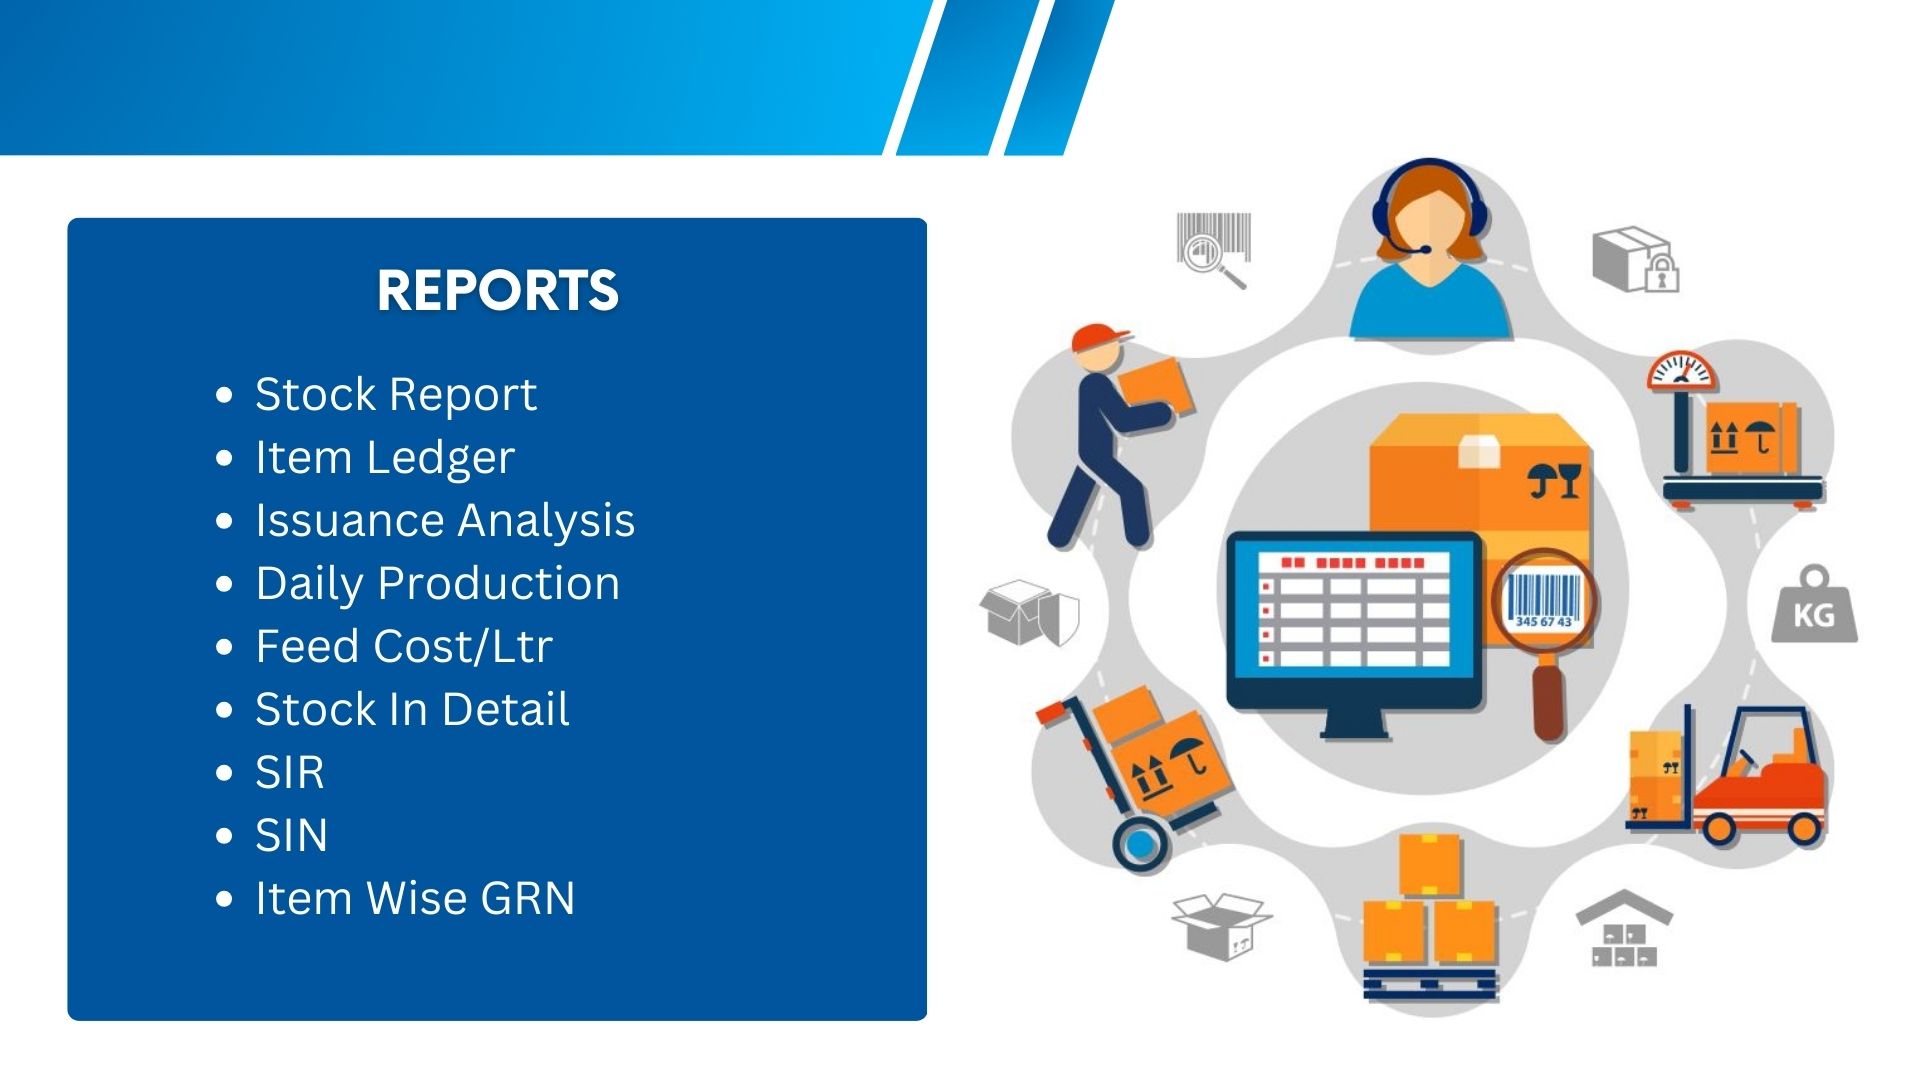 REPORTS
• Stock Report
• Item Ledger
• Issuance Analysis
• Daily Production
• Feed Cost/Ltr
• Stock In Detail
• SIR
• SIN
• Item Wise GRN
345 67 43
KG